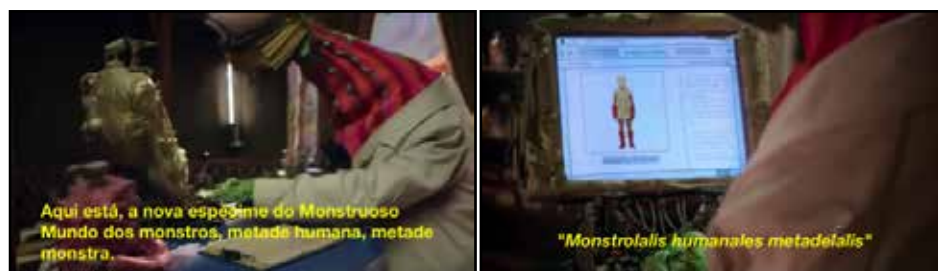 Aqui está, a nova espécime do Monstruoso
Mundo dos monstros, metade humana, metade
monstra.
"Monstrolalis humanales metadelalis"